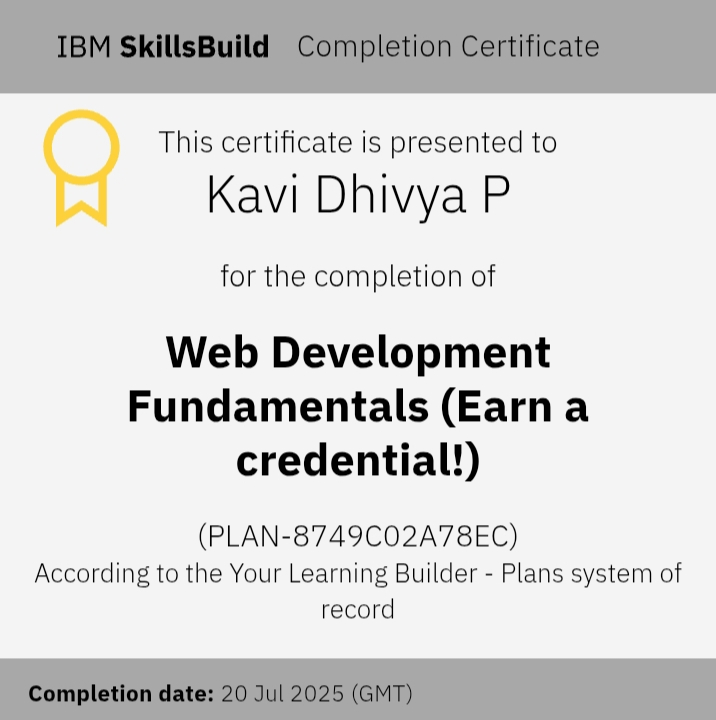 IBM SkillsBuild Completion Certificate
This certificate is presented to
Kavi Dhivya P
for the completion of
Web Development
Fundamentals (Earn a
credential!)
(PLAN-8749C02A78EC)
According to the Your Learning Builder - Plans system of
record
Completion date: 20 Jul 2025 (GMT)